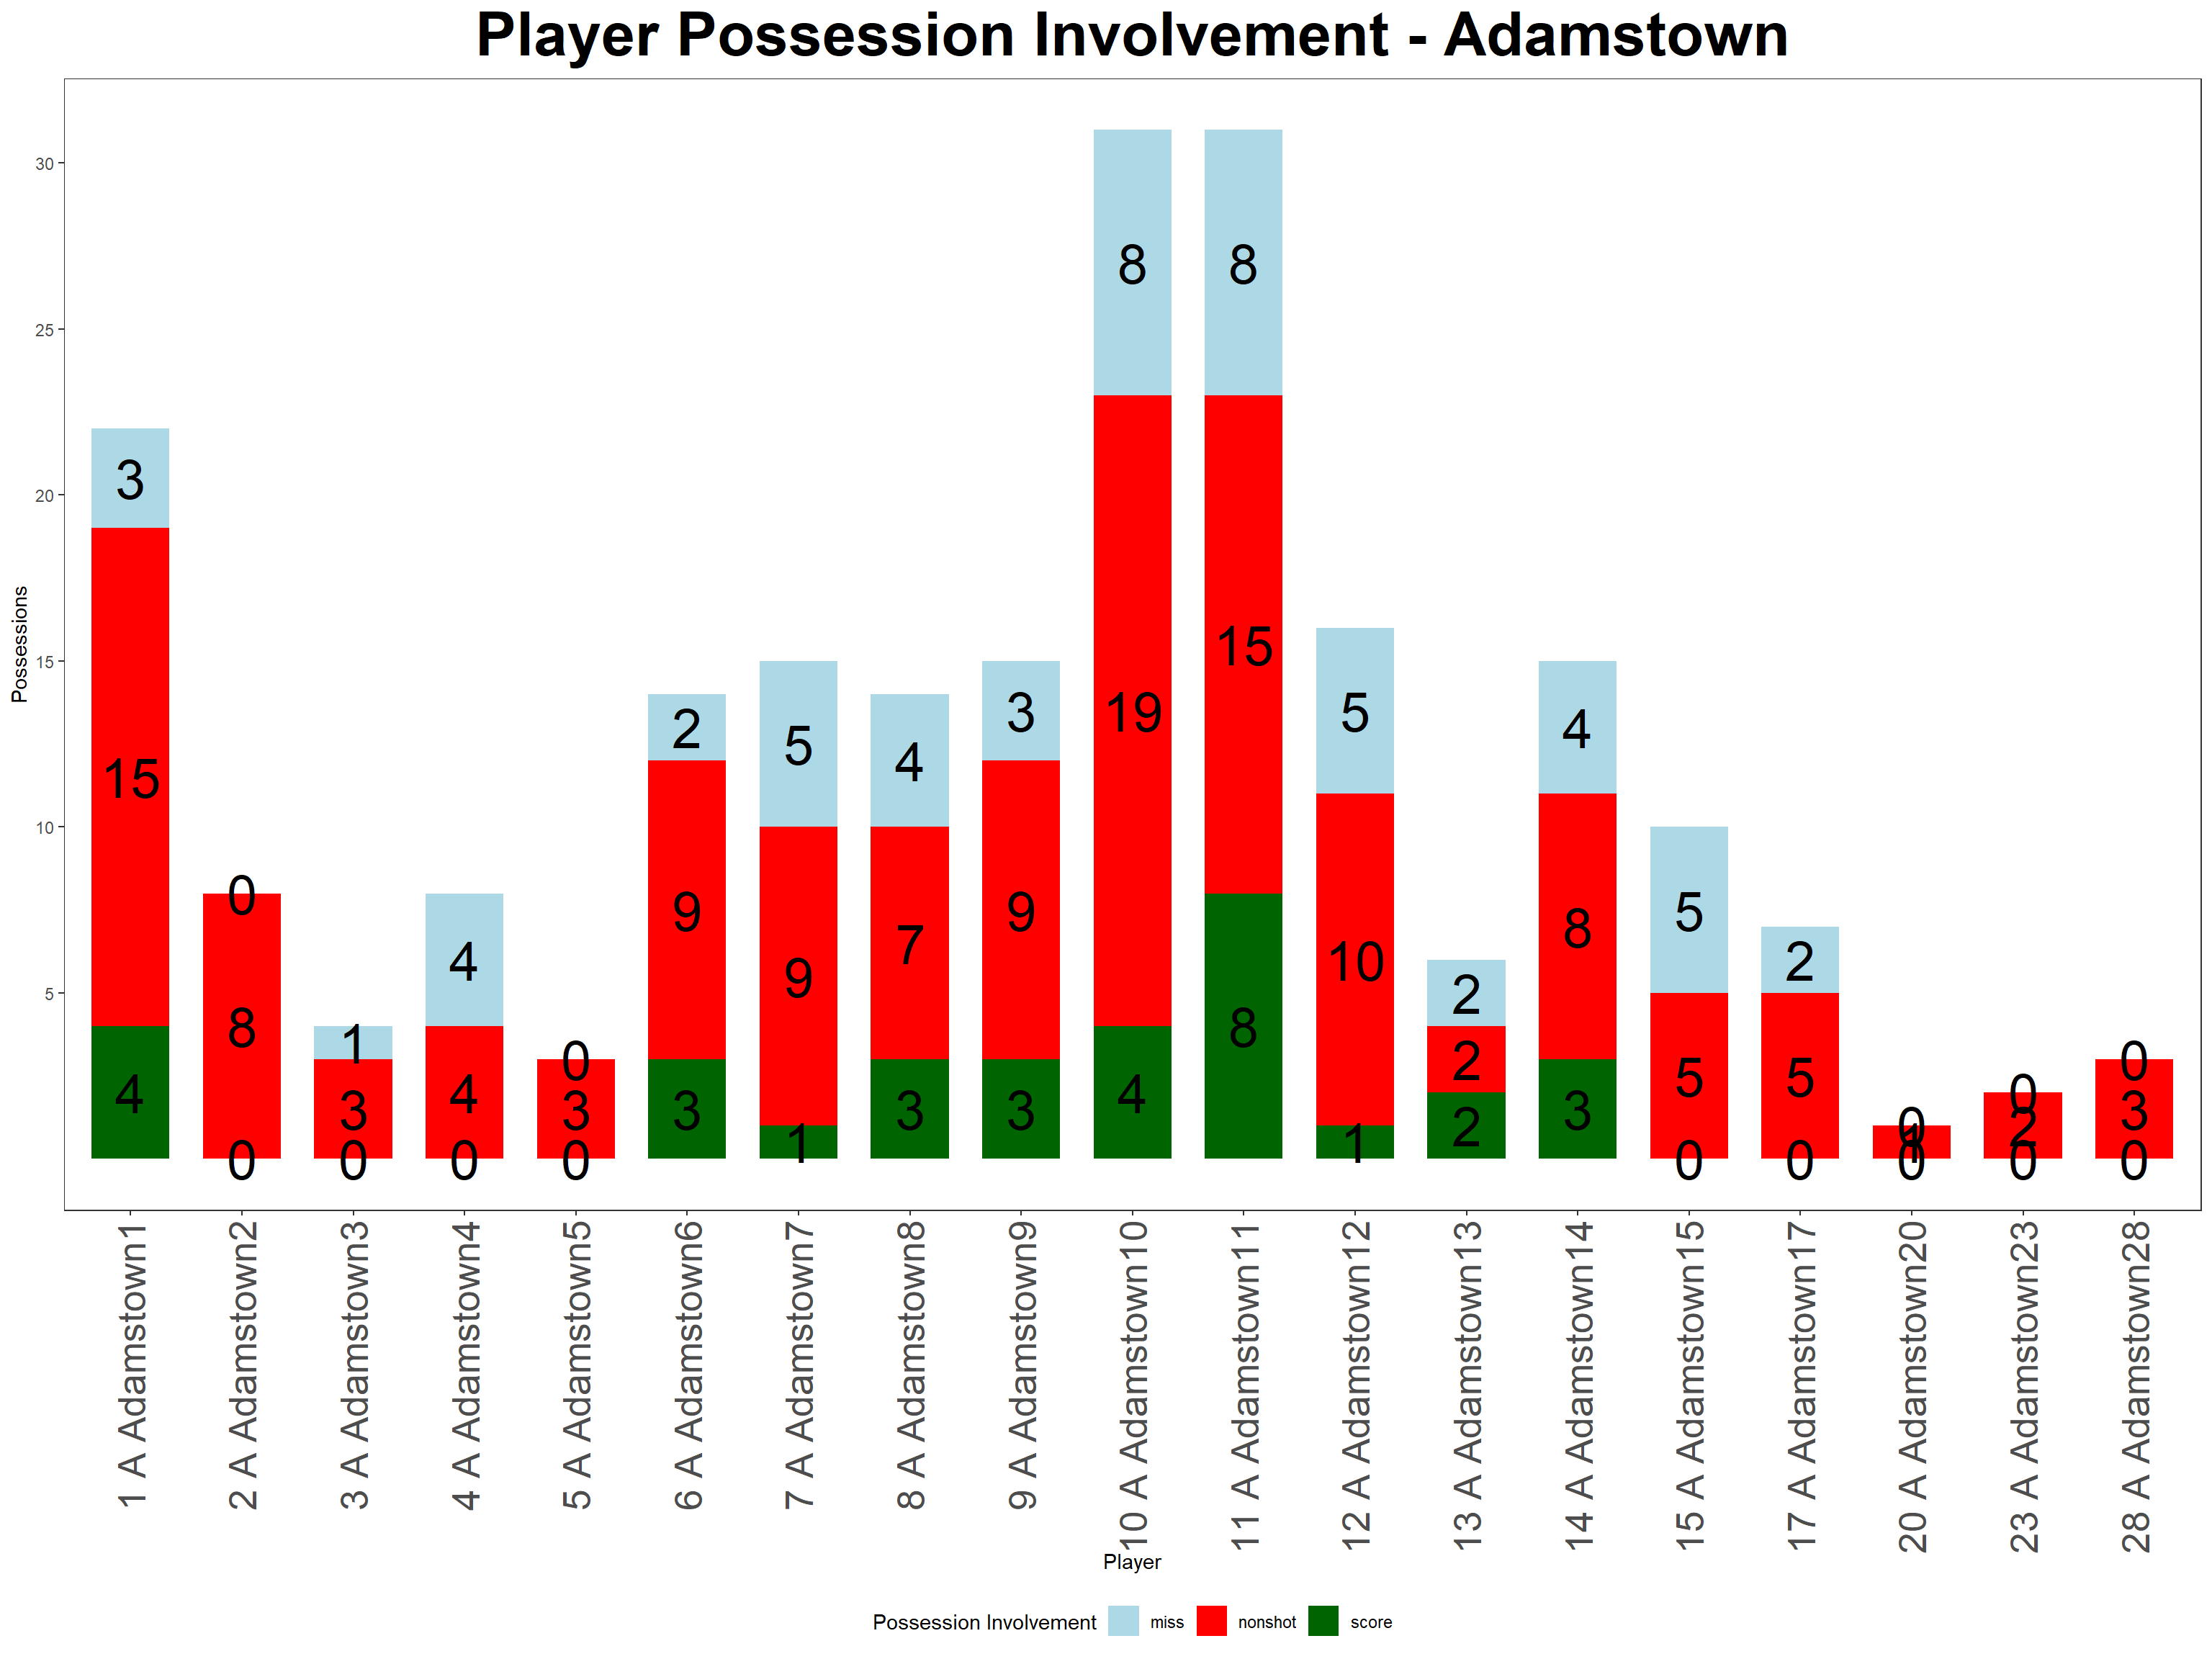 Player Possession Involvement - Adamstown
Possessions
30
25
20
15
10
5
3
15
4
0
8
0
1
3
0
4
4
0
0
3
0
2
9
3
5
9
1
4
7
3
3
9
3
8
19
4
8
15
8
5
10
1
2
2
2
4
8
3
5
5
0
2
5
0
0
1
0
0
2
0
0
3
0
1 A Adamstown1
2 A Adamstown2
3 A Adamstown3
4 A Adamstown4
5 A Adamstown5
6 A Adamstown6
7 A Adamstown7
8 A Adamstown8
9 A Adamstown9
10 A Adamstown10
11 A Adamstown11
12 A Adamstown12
13 A Adamstown13
14 A Adamstown14
15 A Adamstown15
17 A Adamstown17
20 A Adamstown20
23 A Adamstown23
28 A Adamstown28
Player
Possession Involvement miss nonshot score